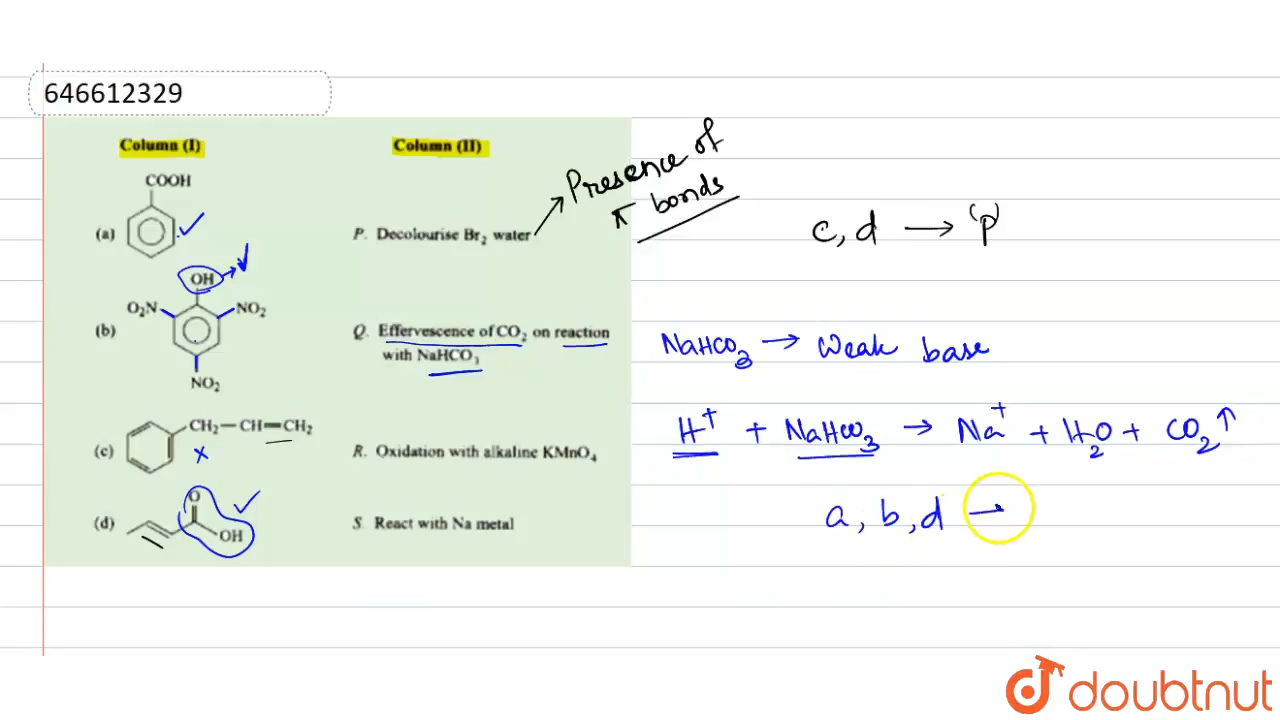 646612329
Column (I)
Column (II)
COOH
(a)
P. Decolourise Br₂ water
Presence of
π bonds
c, d → (p)
OH
O₂N
NO₂
(b)
NO₂
Q. Effervescence of CO₂ on reaction
with NaHCO₃
NaHCO₃ → Weak base
(c)
CH₂—CH=CH₂
R. Oxidation with alkaline KMnO₄
H⁺ + NaHCO₃ → Na⁺ + H₂O + CO₂↑
(d)
O
OH
S. React with Na metal
a, b, d →
doubtnut